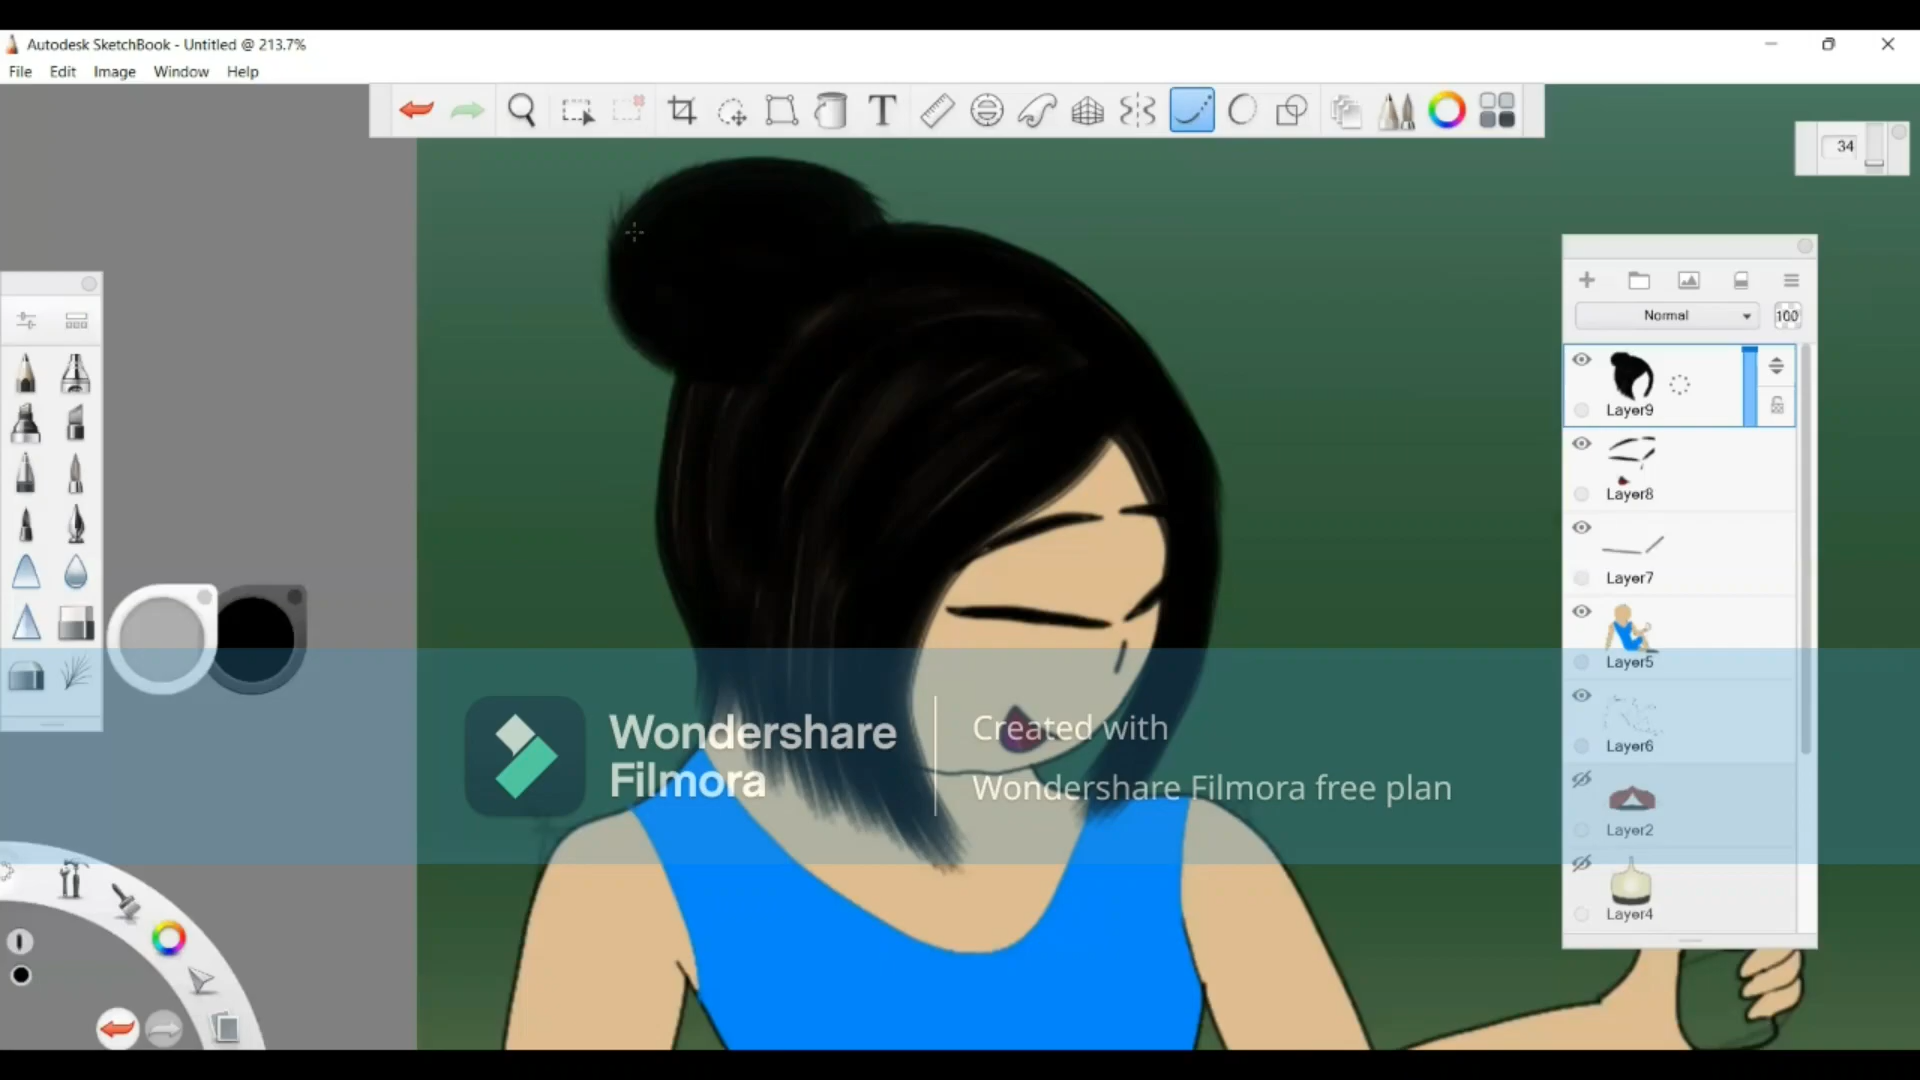 Autodesk SketchBook - Untitled @ 213.7%
File Edit Image Window Help
T
34
Normal 100
Layer9
Layer8
Layer7
Layer5
Layer6
Layer2
Layer4
Wondershare
Filmora
Created with
Wondershare Filmora free plan